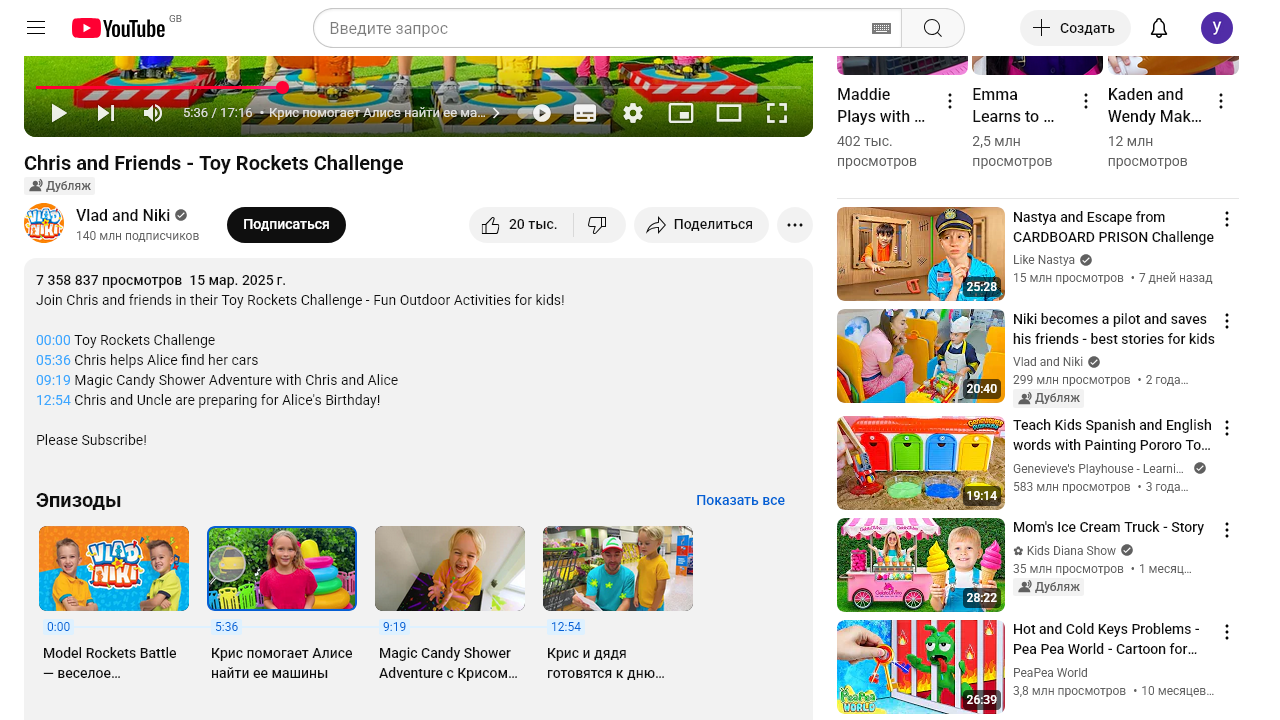 YouTube
GB
Введите запрос
Создать
У
5:36 / 17:16 • Крис помогает Алисе найти ее ма...
Chris and Friends - Toy Rockets Challenge
Дубляж
Vlad and Niki
140 млн подписчиков
Подписаться
20 тыс.
Поделиться
7 358 837 просмотров 15 мар. 2025 г.
Join Chris and friends in their Toy Rockets Challenge - Fun Outdoor Activities for kids!
00:00 Toy Rockets Challenge
05:36 Chris helps Alice find her cars
09:19 Magic Candy Shower Adventure with Chris and Alice
12:54 Chris and Uncle are preparing for Alice's Birthday!
Please Subscribe!
Эпизоды
Показать все
VLAD
NIKI
0:00
Model Rockets Battle
— веселое...
5:36
Крис помогает Алисе
найти ее машины
9:19
Magic Candy Shower
Adventure с Крисом...
12:54
Крис и дядя
готовятся к дню...
Maddie
Plays with ...
402 тыс.
просмотров
Emma
Learns to ...
2,5 млн
просмотров
Kaden and
Wendy Mak...
12 млн
просмотров
25:28
Nastya and Escape from
CARDBOARD PRISON Challenge
Like Nastya
15 млн просмотров • 7 дней назад
20:40
Niki becomes a pilot and saves
his friends - best stories for kids
Vlad and Niki
299 млн просмотров • 2 года...
Дубляж
19:14
Teach Kids Spanish and English
words with Painting Pororo To...
Genevieve's Playhouse - Learni...
583 млн просмотров • 3 года...
28:22
Mom's Ice Cream Truck - Story
✿ Kids Diana Show
35 млн просмотров • 1 месяц...
Дубляж
PeaPea
WORLD
26:39
Hot and Cold Keys Problems -
Pea Pea World - Cartoon for...
PeaPea World
3,8 млн просмотров • 10 месяцев...